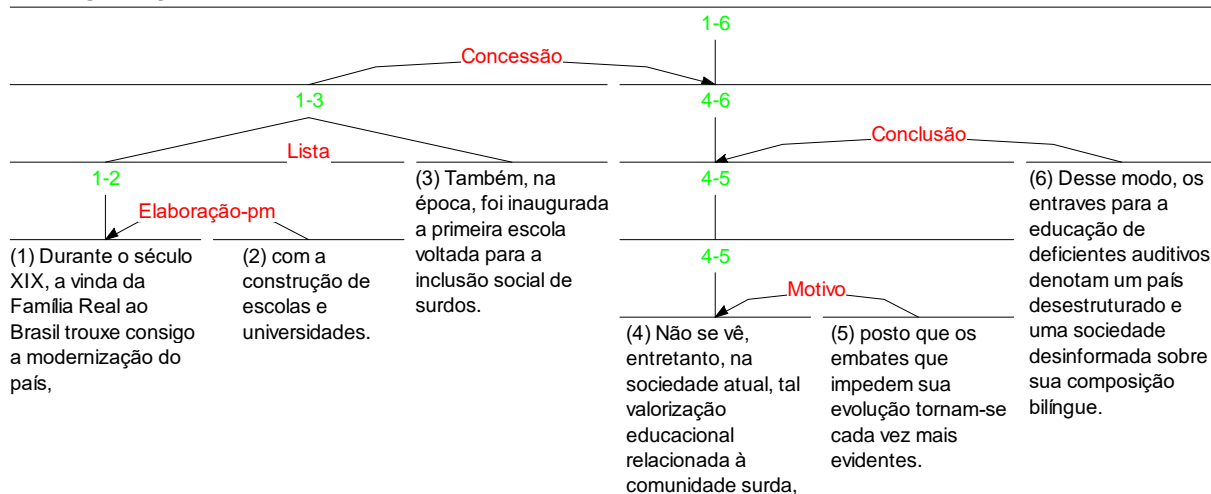 1-6
Concessão
1-3
4-6
Lista
Conclusão
1-2
(3) Também, na
época, foi inaugurada
a primeira escola
voltada para a
inclusão social de
surdos.
4-5
(6) Desse modo, os
entraves para a
educação de
deficientes auditivos
denotam um país
desestruturado e
uma sociedade
desinformada sobre
sua composição
bilíngue.
Elaboração-pm
(1) Durante o século
XIX, a vinda da
Família Real ao
Brasil trouxe consigo
a modernização do
país,
(2) com a
construção de
escolas e
universidades.
4-5
Motivo
(4) Não se vê,
entretanto, na
sociedade atual, tal
valorização
educacional
relacionada à
comunidade surda,
(5) posto que os
embates que
impedem sua
evolução tornam-se
cada vez mais
evidentes.